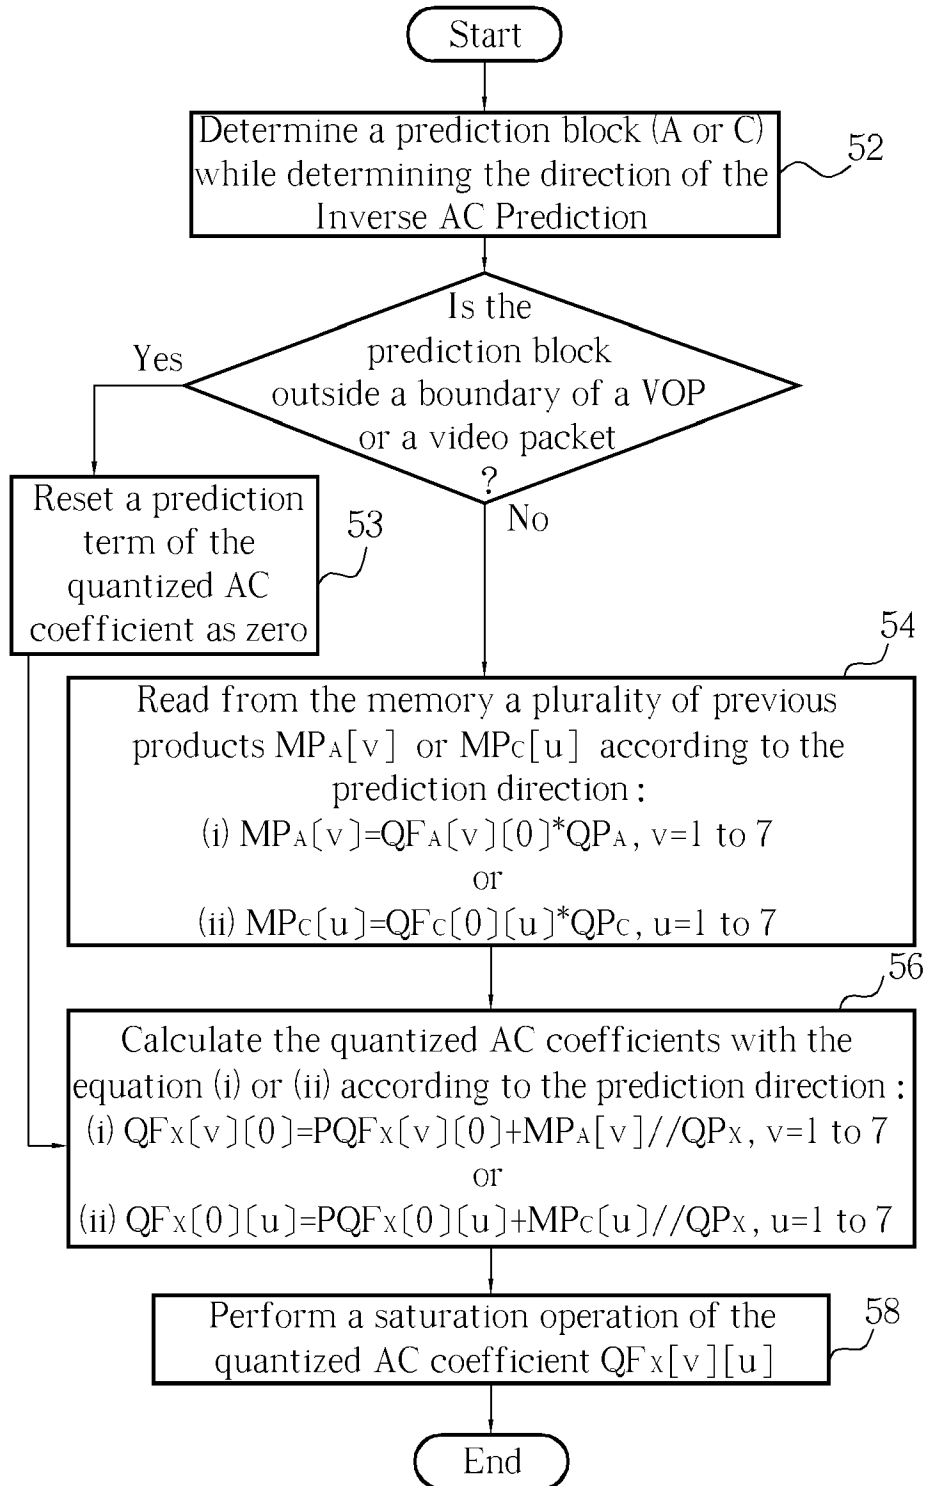 Start
Determine a prediction block (A or C)
while determining the direction of the
Inverse AC Prediction
52
Is the
prediction block
outside a boundary of a VOP
or a video packet
?
Yes
No
Reset a prediction
term of the
quantized AC
coefficient as zero
53
54
Read from the memory a plurality of previous
products MPA[v] or MPC[u] according to the
prediction direction:
(i) MPA[v]=QFA[v][0]*QPA, v=1 to 7
or
(ii) MPC[u]=QFC[0][u]*QPC, u=1 to 7
56
Calculate the quantized AC coefficients with the
equation (i) or (ii) according to the prediction direction:
(i) QFX[v][0]=PQFX[v][0]+MPA[v]//QPX, v=1 to 7
or
(ii) QFX[0][u]=PQFX[0][u]+MPC[u]//QPX, u=1 to 7
Perform a saturation operation of the
quantized AC coefficient QFX[v][u]
58
End